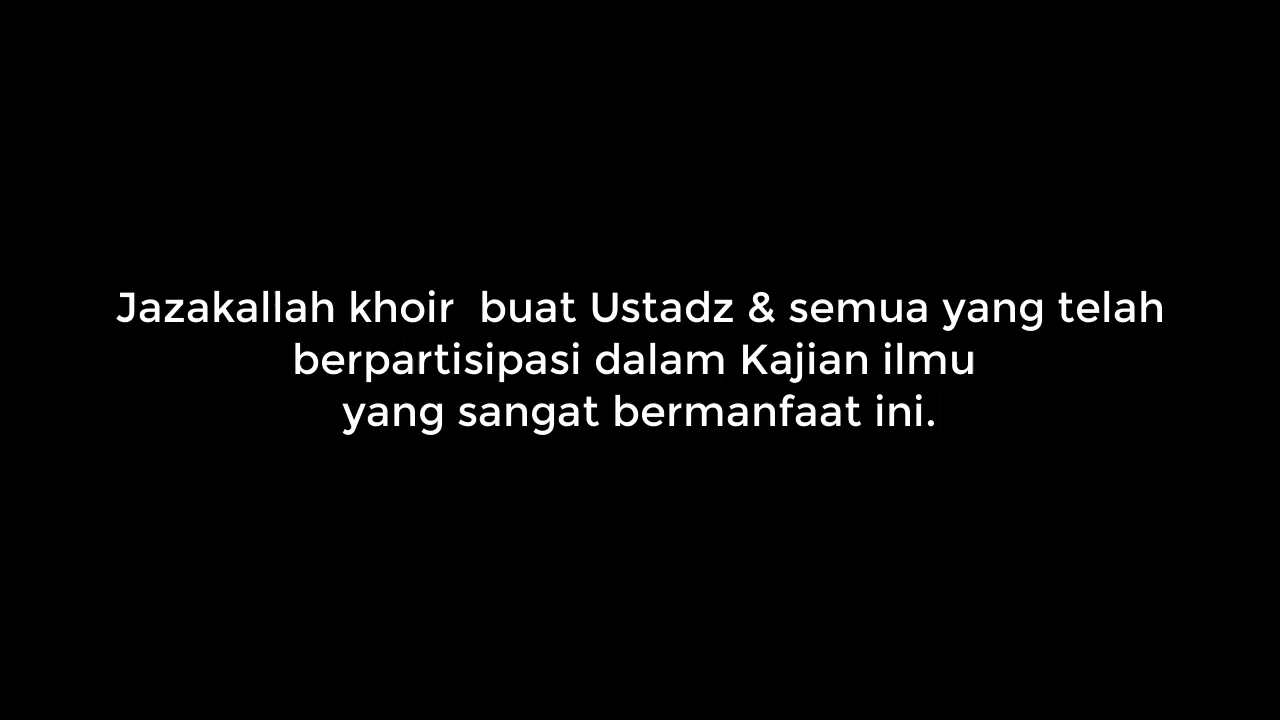 Jazakallah khoir  buat Ustadz & semua yang telah
berpartisipasi dalam Kajian ilmu
yang sangat bermanfaat ini.